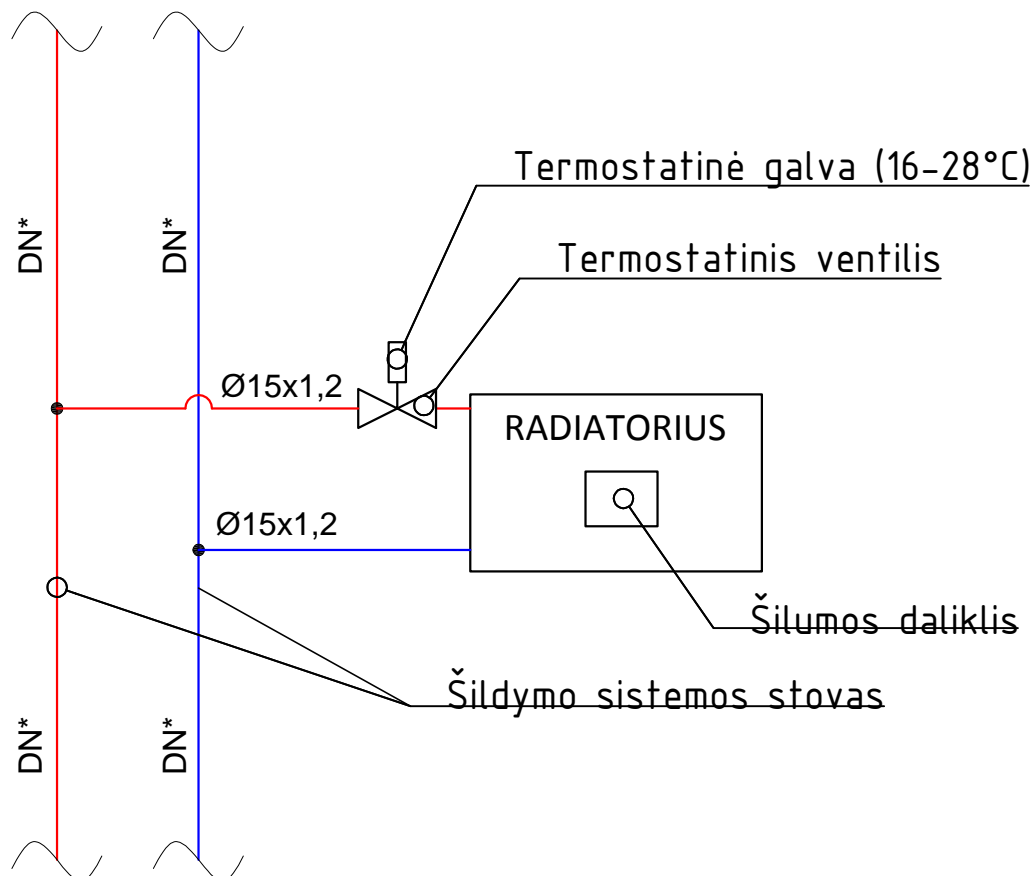 Termostatinė galva (16-28°C)
DN*
DN*
Termostatinis ventilis
Ø15x1,2
RADIATORIUS
Ø15x1,2
Šilumos daliklis
Šildymo sistemos stovas
DN*
DN*